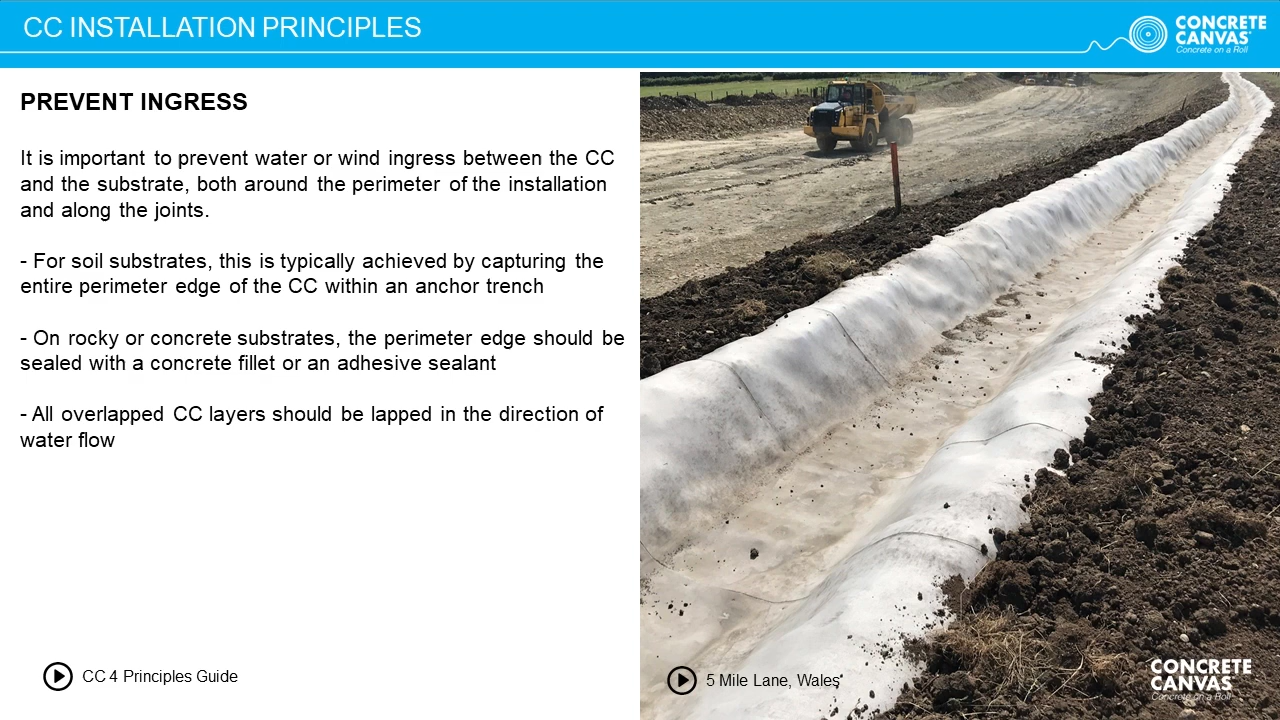 CC INSTALLATION PRINCIPLES
CONCRETE
CANVAS®
Concrete on a Roll
PREVENT INGRESS
It is important to prevent water or wind ingress between the CC
and the substrate, both around the perimeter of the installation
and along the joints.
- For soil substrates, this is typically achieved by capturing the
entire perimeter edge of the CC within an anchor trench
- On rocky or concrete substrates, the perimeter edge should be
sealed with a concrete fillet or an adhesive sealant
- All overlapped CC layers should be lapped in the direction of
water flow
CC 4 Principles Guide
5 Mile Lane, Wales
CONCRETE
CANVAS®
Concrete on a Roll